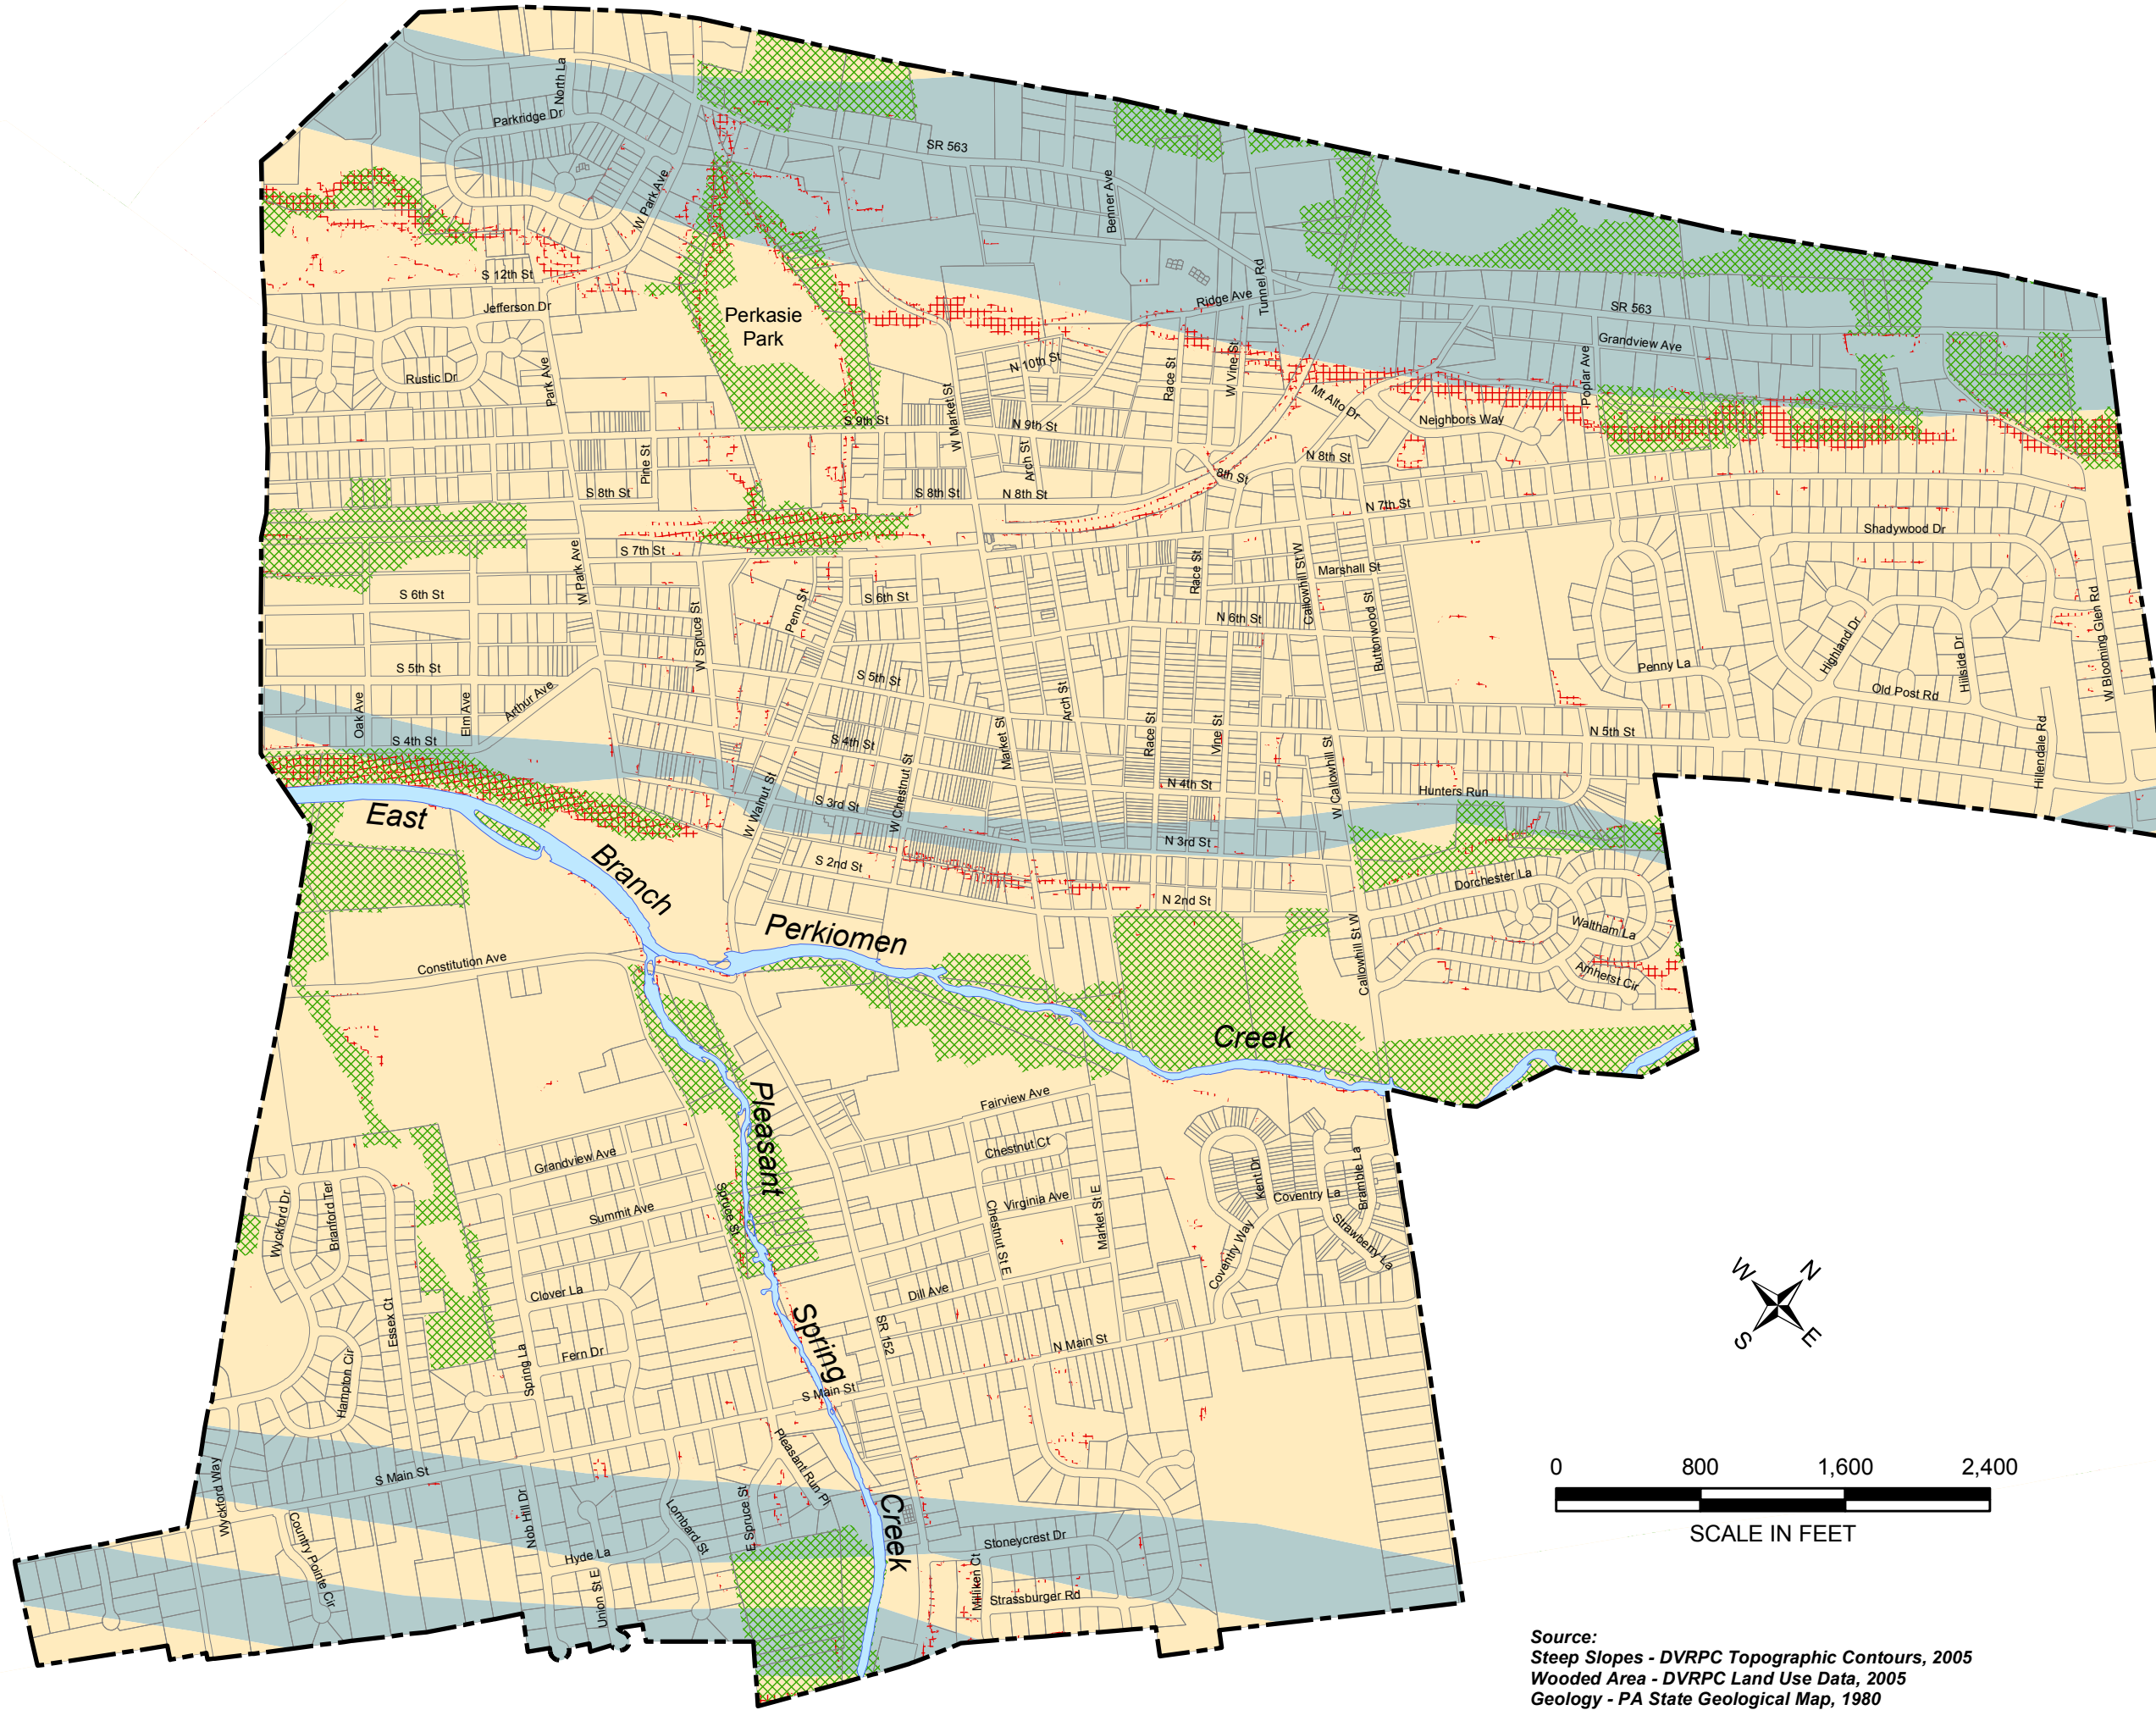 North La
Parkridge Dr
SR 563
W Park Ave
Benner Ave
S 12th St
Jefferson Dr
Perkasie
Park
Ridge Ave
Tunnel Rd
SR 563
Grandview Ave
Rustic Dr
Park Ave
N 10th St
Race St
W Vine St
Poplar Ave
Mt Alto Dr
W Market St
S 9th St
N 9th St
Neighbors Way
Pine St
Arch St
N 8th St
8th St
S 8th St
S 8th St
N 8th St
N 7th St
Shadywood Dr
S 7th St
W Park Ave
Race St
Callowhill St W
Marshall St
S 6th St
Penn St
S 6th St
N 6th St
Buttonwood St
W Spruce St
W Blooming Glen Rd
Highland Dr
Hillside Dr
S 5th St
S 5th St
Penny La
Old Post Rd
Oak Ave
Elm Ave
Arthur Ave
Arch St
Market St
Race St
Vine St
N 5th St
Hillendale Rd
S 4th St
S 4th St
W Chestnut St
W Callowhill St
N 4th St
Hunters Run
W Walnut St
S 3rd St
N 3rd St
East
Branch
Perkiomen
Creek
S 2nd St
N 2nd St
Dorchester La
Waltham La
Amherst Cir
Callowhill St W
Constitution Ave
Pleasant
Spring
Creek
Fairview Ave
Chestnut Ct
Grandview Ave
Virginia Ave
Market St E
Chestnut St E
Kent Dr
Coventry La
Bramble La
Strawberry La
Coventry Way
Wyckford Dr
Branford Ter
Summit Ave
Spruce St
Clover La
Dill Ave
Essex Ct
SR 152
Fern Dr
Spring La
Hampton Cir
N Main St
S Main St
W
N
S
E
S Main St
Wyckford Way
Country Pointe Cir
Nob Hill Dr
Lombard St
E Spruce St
Pleasant Run Pl
Hyde La
Union St E
Stoneycrest Dr
Milliken Ct
Strassburger Rd
0 800 1,600 2,400
SCALE IN FEET
Source:
Steep Slopes - DVRPC Topographic Contours, 2005
Wooded Area - DVRPC Land Use Data, 2005
Geology - PA State Geological Map, 1980